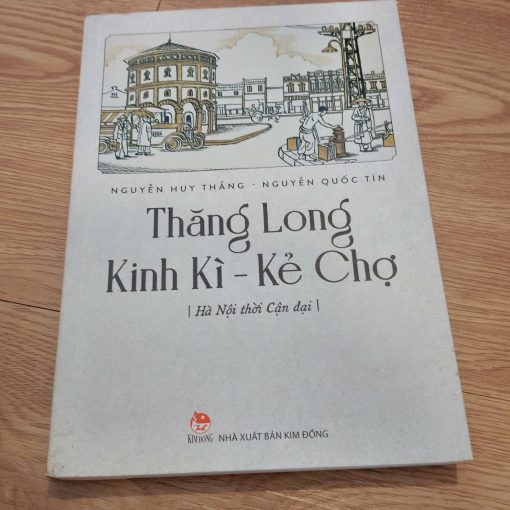 NGUYỄN HUY THẮNG - NGUYỄN QUỐC TÍN
Thăng Long
Kinh Kì – Kẻ Chợ
| Hà Nội thời Cận đại |
KIM ĐỒNG
NHÀ XUẤT BẢN KIM ĐỒNG